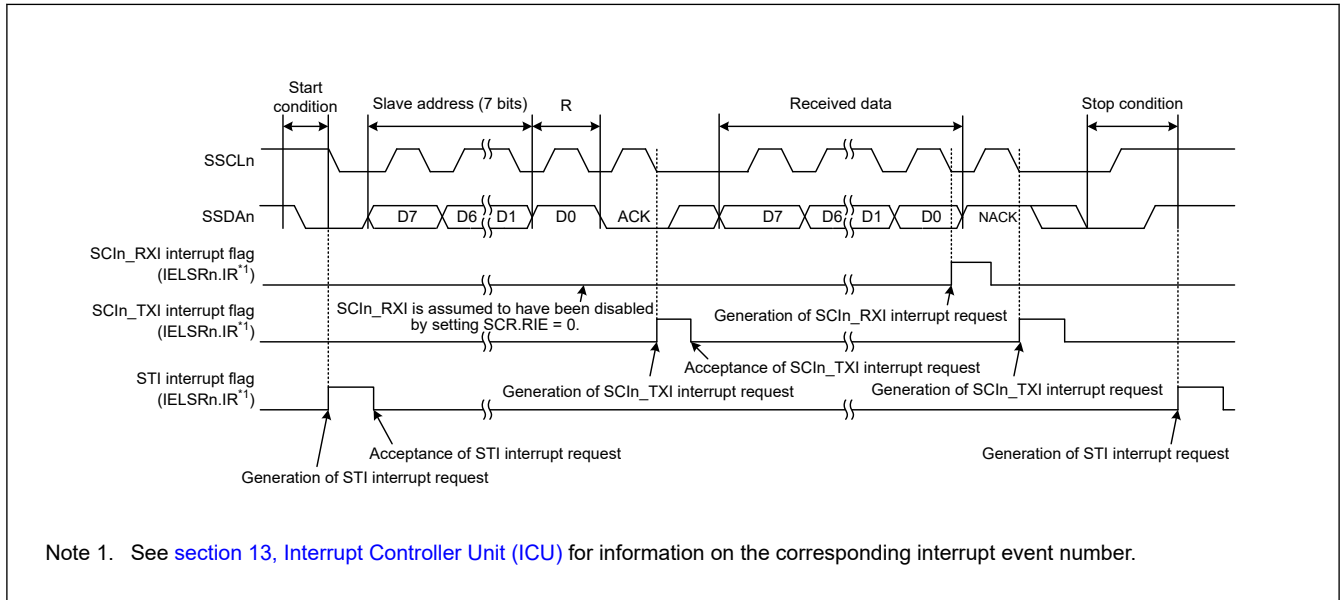 Start
condition
Slave address (7 bits)
R
Received data
Stop condition
SSCLn
SSDAn
D7
D6
D1
D0
ACK
D7
D6
D1
D0
NACK
SCIn_RXI interrupt flag
(IELSRn.IR*1)
SCIn_RXI is assumed to have been disabled
by setting SCR.RIE = 0.
Generation of SCIn_RXI interrupt request
SCIn_TXI interrupt flag
(IELSRn.IR*1)
Acceptance of SCIn_TXI interrupt request
Generation of SCIn_TXI interrupt request
Generation of SCIn_TXI interrupt request
STI interrupt flag
(IELSRn.IR*1)
Acceptance of STI interrupt request
Generation of STI interrupt request
Generation of STI interrupt request
Note 1. See section 13, Interrupt Controller Unit (ICU) for information on the corresponding interrupt event number.